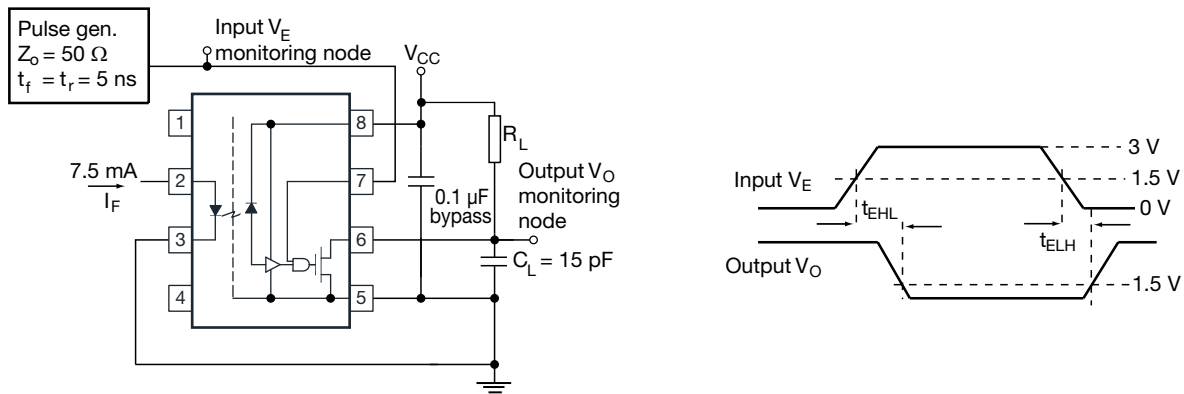 Pulse gen.
Zo = 50 Ω
tf = tr = 5 ns
Input VE
monitoring node
VCC
1
2
3
4
8
7
6
5
7.5 mA
IF
RL
0.1 µF
bypass
Output VO
monitoring
node
CL = 15 pF
Input VE
3 V
1.5 V
0 V
tEHL
tELH
Output VO
1.5 V